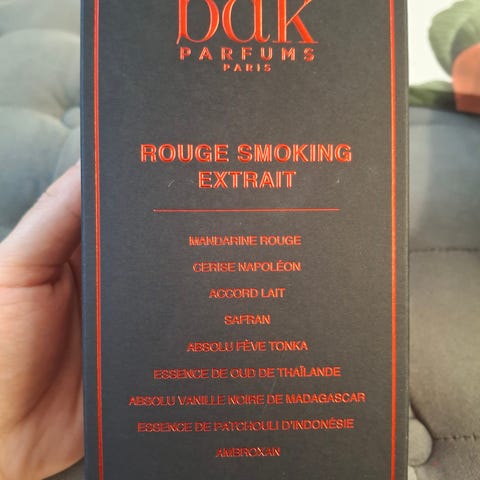 bdk
PARFUMS
PARIS
ROUGE SMOKING
EXTRAIT
MANDARINE ROUGE
CERISE NAPOLÉON
ACCORD LAIT
SAFRAN
ABSOLU FÈVE TONKA
ESSENCE DE OUD DE THAÏLANDE
ABSOLU VANILLE NOIRE DE MADAGASCAR
ESSENCE DE PATCHOULI D'INDONÉSIE
AMBROXAN